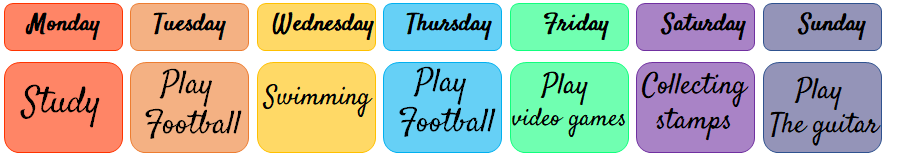 Monday Tuesday Wednesday Thursday Friday Saturday Sunday
Study
Play
Football
Swimming
Play
Football
Play
video games
Collecting
stamps
Play
The guitar